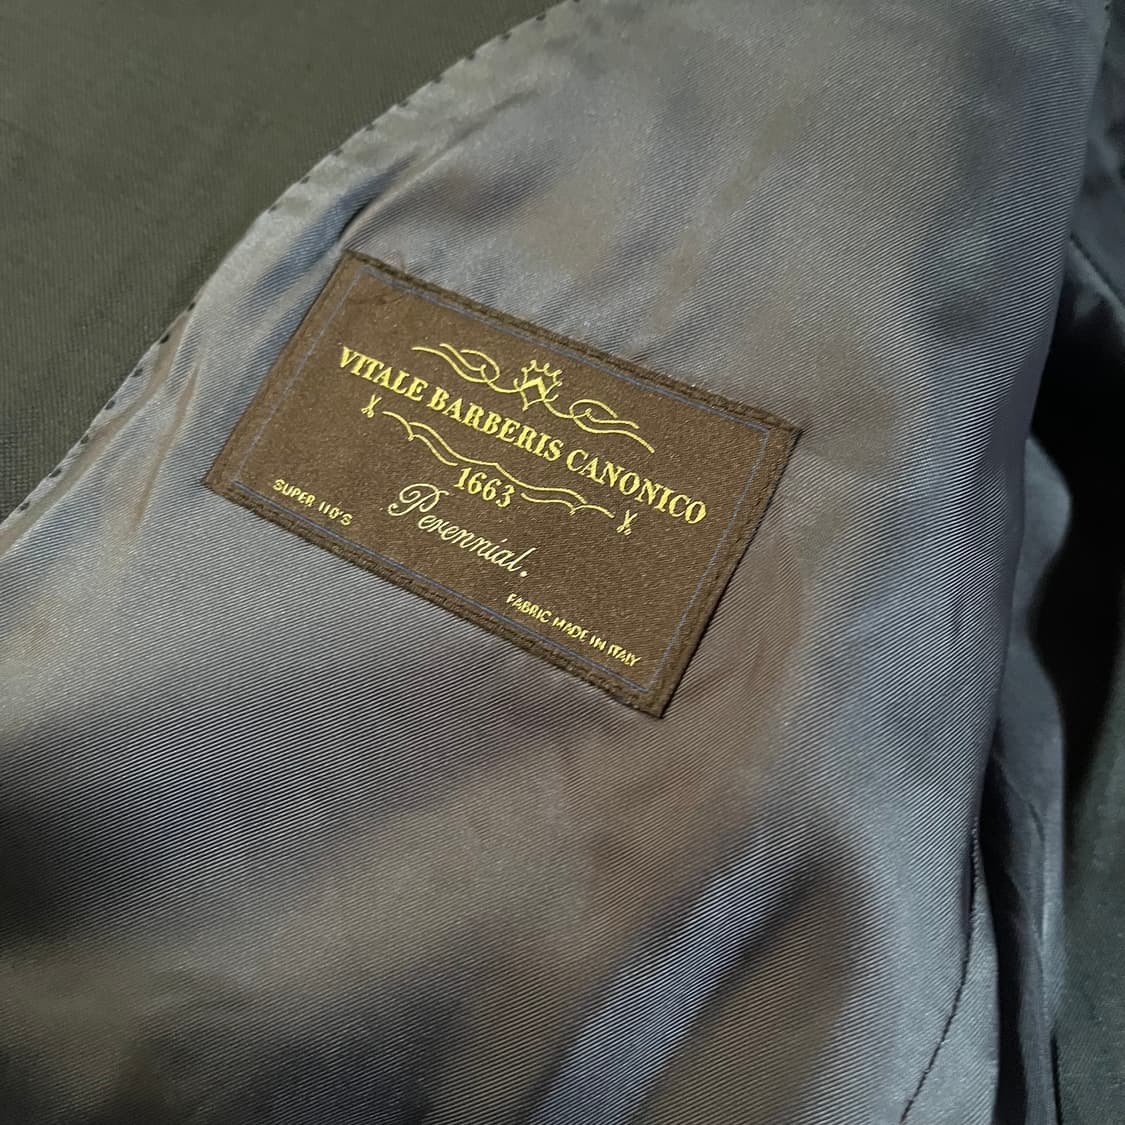 VITALE BARBERIS CANONICO
1663
Perennial.
SUPER 110'S
FABRIC MADE IN ITALY